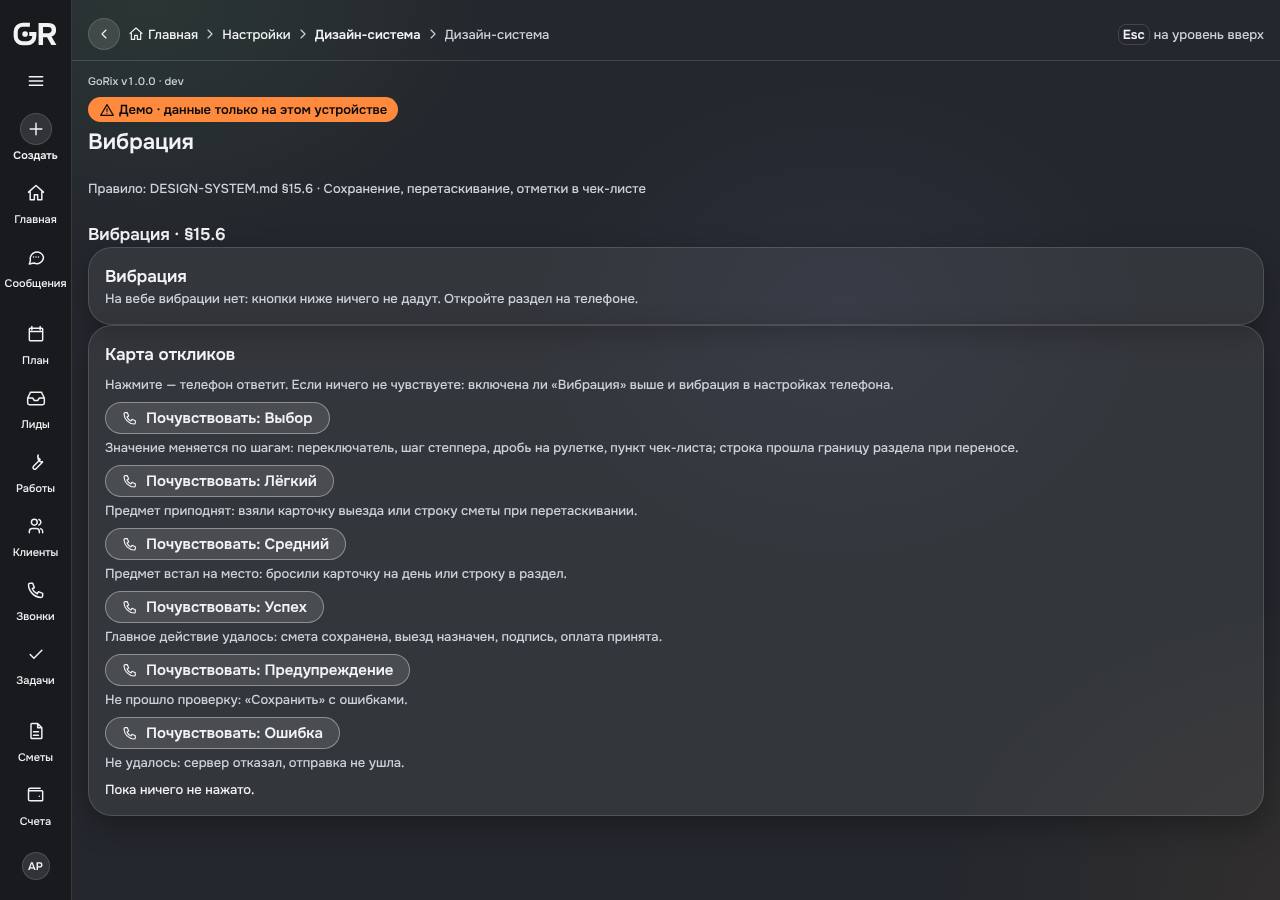 GR
Главная
Настройки
Дизайн-система
Дизайн-система
Esc на уровень вверх
GoRix v1.0.0 · dev
Демо · данные только на этом устройстве
Вибрация
Правило: DESIGN-SYSTEM.md §15.6 · Сохранение, перетаскивание, отметки в чек-листе
Вибрация · §15.6
Вибрация
На вебе вибрации нет: кнопки ниже ничего не дадут. Откройте раздел на телефоне.
Карта откликов
Нажмите — телефон ответит. Если ничего не чувствуете: включена ли «Вибрация» выше и вибрация в настройках телефона.
Почувствовать: Выбор
Значение меняется по шагам: переключатель, шаг степпера, дробь на рулетке, пункт чек-листа; строка прошла границу раздела при переносе.
Почувствовать: Лёгкий
Предмет приподнят: взяли карточку выезда или строку сметы при перетаскивании.
Почувствовать: Средний
Предмет встал на место: бросили карточку на день или строку в раздел.
Почувствовать: Успех
Главное действие удалось: смета сохранена, выезд назначен, подпись, оплата принята.
Почувствовать: Предупреждение
Не прошло проверку: «Сохранить» с ошибками.
Почувствовать: Ошибка
Не удалось: сервер отказал, отправка не ушла.
Пока ничего не нажато.
Создать
Главная
Сообщения
План
Лиды
Работы
Клиенты
Звонки
Задачи
Сметы
Счета
АР